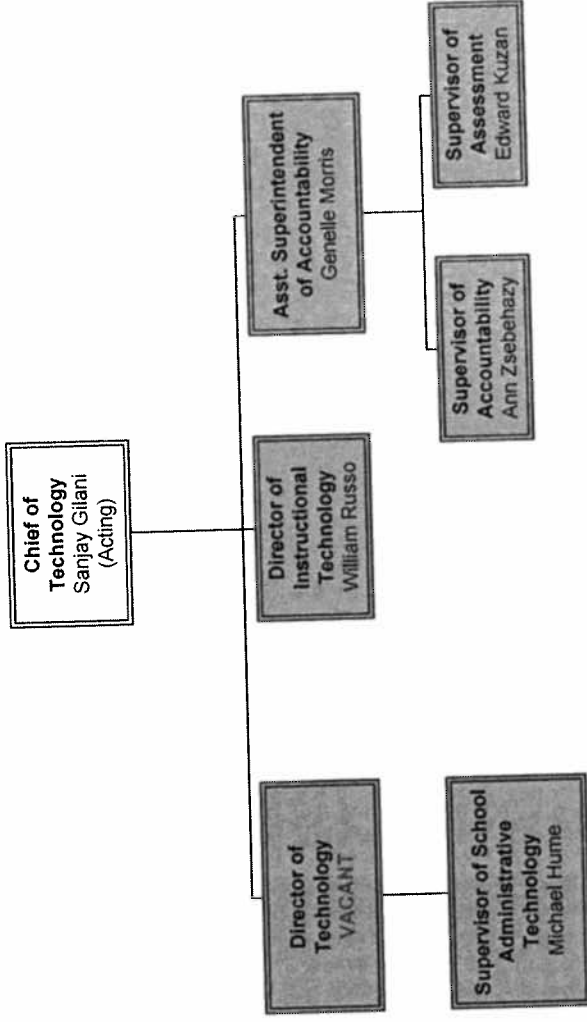 Chief of
Technology
Sanjay Gilani
(Acting)
Director of
Technology
VACANT
Director of
Instructional
Technology
William Russo
Asst. Superintendent
of Accountability
Genelle Morris
Supervisor of School
Administrative
Technology
Michael Hume
Supervisor of
Accountability
Ann Zsebehazy
Supervisor of
Assessment
Edward Kuzan